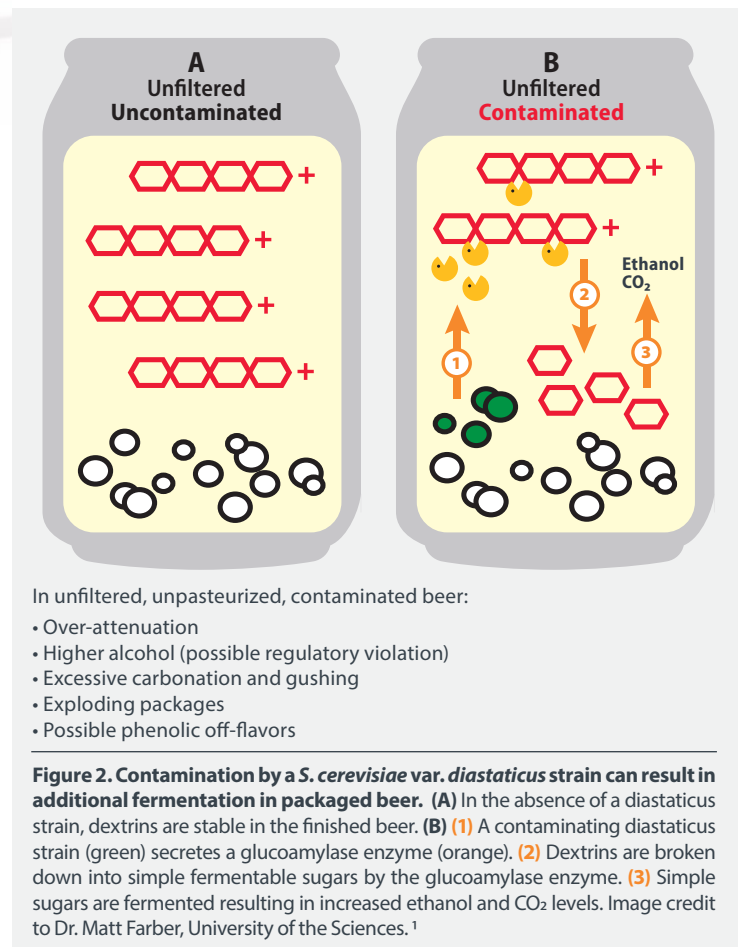 A
Unfiltered
Uncontaminated
+
+
+
+
B
Unfiltered
Contaminated
+
+
Ethanol
CO₂
2
1
3
In unfiltered, unpasteurized, contaminated beer:
• Over-attenuation
• Higher alcohol (possible regulatory violation)
• Excessive carbonation and gushing
• Exploding packages
• Possible phenolic off-flavors
Figure 2. Contamination by a S. cerevisiae var. diastaticus strain can result in
additional fermentation in packaged beer. (A) In the absence of a diastaticus
strain, dextrins are stable in the finished beer. (B) (1) A contaminating diastaticus
strain (green) secretes a glucoamylase enzyme (orange). (2) Dextrins are broken
down into simple fermentable sugars by the glucoamylase enzyme. (3) Simple
sugars are fermented resulting in increased ethanol and CO₂ levels. Image credit
to Dr. Matt Farber, University of the Sciences. ¹